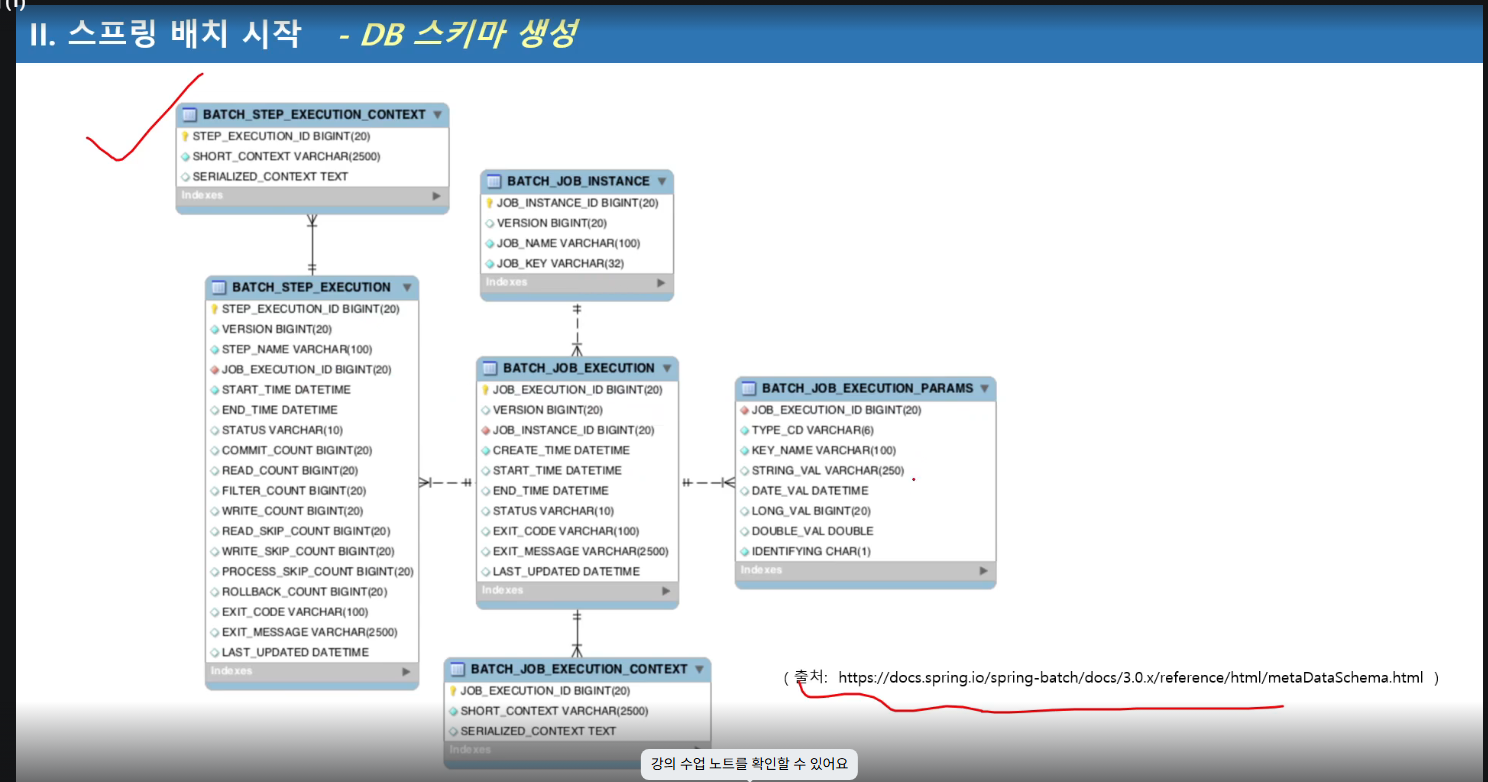 (1)
II. 스프링 배치 시작 - DB 스키마 생성
BATCH_STEP_EXECUTION_CONTEXT
STEP_EXECUTION_ID BIGINT(20)
SHORT_CONTEXT VARCHAR(2500)
SERIALIZED_CONTEXT TEXT
Indexes
BATCH_JOB_INSTANCE
JOB_INSTANCE_ID BIGINT(20)
VERSION BIGINT(20)
JOB_NAME VARCHAR(100)
JOB_KEY VARCHAR(32)
Indexes
BATCH_STEP_EXECUTION
STEP_EXECUTION_ID BIGINT(20)
VERSION BIGINT(20)
STEP_NAME VARCHAR(100)
JOB_EXECUTION_ID BIGINT(20)
START_TIME DATETIME
END_TIME DATETIME
STATUS VARCHAR(10)
COMMIT_COUNT BIGINT(20)
READ_COUNT BIGINT(20)
FILTER_COUNT BIGINT(20)
WRITE_COUNT BIGINT(20)
READ_SKIP_COUNT BIGINT(20)
WRITE_SKIP_COUNT BIGINT(20)
PROCESS_SKIP_COUNT BIGINT(20)
ROLLBACK_COUNT BIGINT(20)
EXIT_CODE VARCHAR(100)
EXIT_MESSAGE VARCHAR(2500)
LAST_UPDATED DATETIME
Indexes
BATCH_JOB_EXECUTION
JOB_EXECUTION_ID BIGINT(20)
VERSION BIGINT(20)
JOB_INSTANCE_ID BIGINT(20)
CREATE_TIME DATETIME
START_TIME DATETIME
END_TIME DATETIME
STATUS VARCHAR(10)
EXIT_CODE VARCHAR(100)
EXIT_MESSAGE VARCHAR(2500)
LAST_UPDATED DATETIME
Indexes
BATCH_JOB_EXECUTION_PARAMS
JOB_EXECUTION_ID BIGINT(20)
TYPE_CD VARCHAR(6)
KEY_NAME VARCHAR(100)
STRING_VAL VARCHAR(250)
DATE_VAL DATETIME
LONG_VAL BIGINT(20)
DOUBLE_VAL DOUBLE
IDENTIFYING CHAR(1)
Indexes
BATCH_JOB_EXECUTION_CONTEXT
JOB_EXECUTION_ID BIGINT(20)
SHORT_CONTEXT VARCHAR(2500)
SERIALIZED_CONTEXT TEXT
Indexes
( 출처: https://docs.spring.io/spring-batch/docs/3.0.x/reference/html/metaDataSchema.html )
강의 수업 노트를 확인할 수 있어요